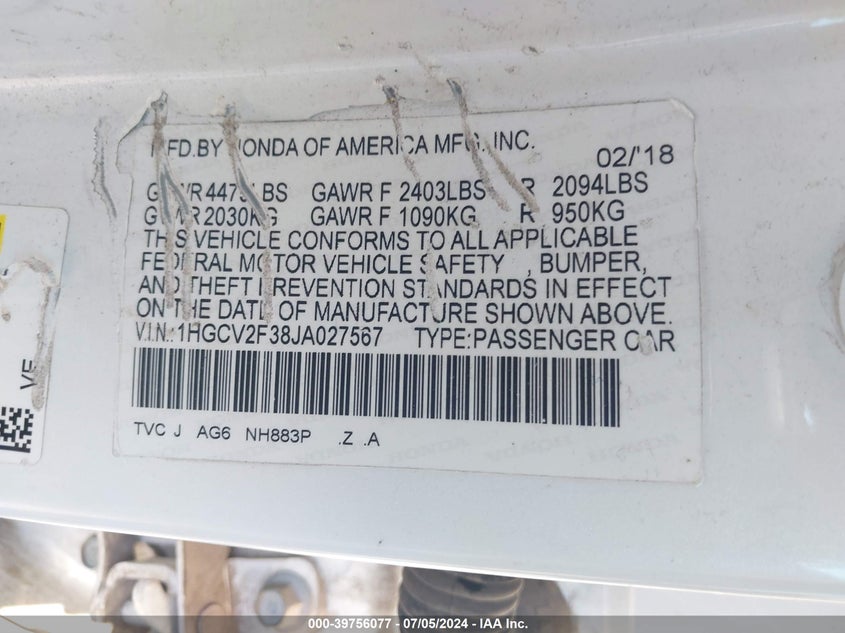 MFD.BY HONDA OF AMERICA MFG. INC.
02/'18
GVWR 4475LBS GAWR F 2403LBS R 2094LBS
GVWR 2030KG GAWR F 1090KG R 950KG
THIS VEHICLE CONFORMS TO ALL APPLICABLE
FEDERAL MOTOR VEHICLE SAFETY , BUMPER,
AND THEFT PREVENTION STANDARDS IN EFFECT
ON THE DATE OF MANUFACTURE SHOWN ABOVE.
V.I.N.:1HGCV2F38JA027567 TYPE:PASSENGER CAR
TVC J AG6 NH883P .Z .A
VE
000-39756077 / 07/05/2024 - IAA Inc.